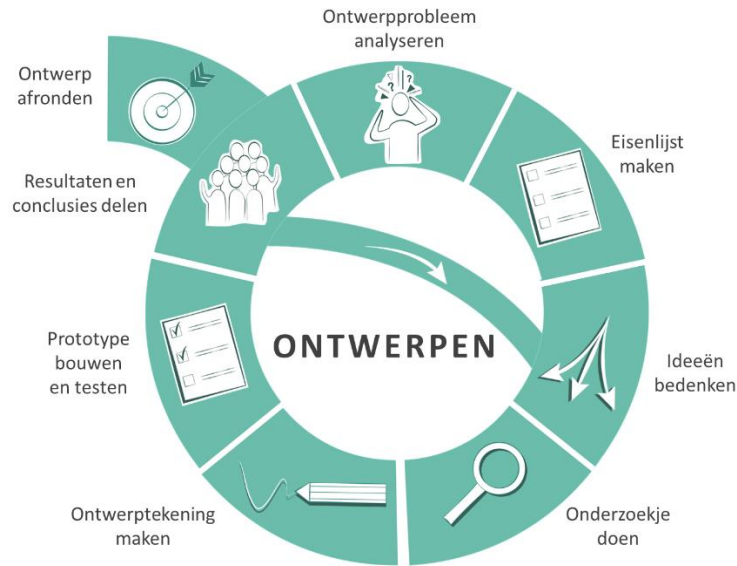 Ontwerpprobleem
analyseren
Eisenlijst
maken
Ideeën
bedenken
Onderzoekje
doen
Ontwerptekening
maken
Prototype
bouwen
en testen
Resultaten en
conclusies delen
Ontwerp
afronden
ONTWERPEN